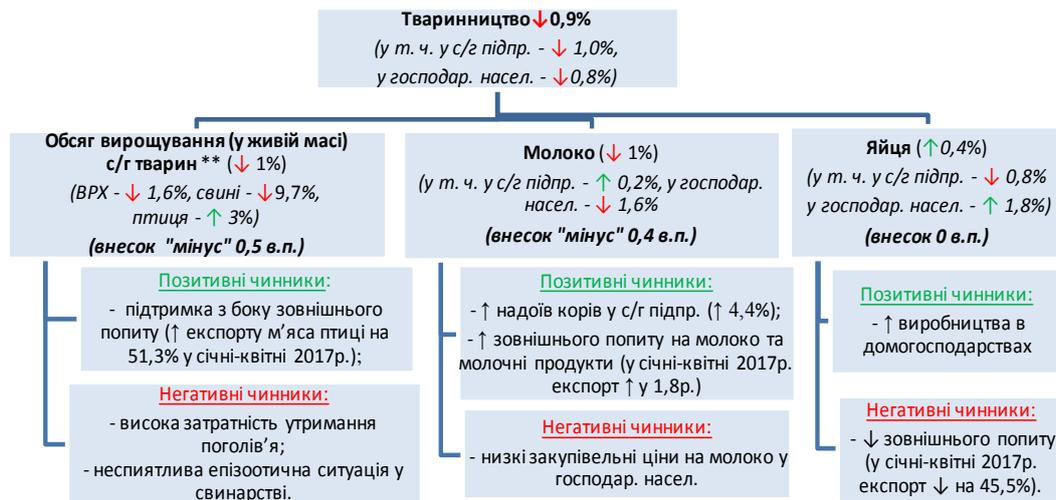 Тваринництво↓0,9%
(у т. ч. у с/г підпр. - ↓ 1,0%,
у господар. насел. - ↓0,8%)
Обсяг вирощування (у живій масі)
с/г тварин ** (↓ 1%)
(ВРХ - ↓ 1,6%, свині - ↓9,7%,
птиця - ↑ 3%)
(внесок "мінус" 0,5 в.п.)
Позитивні чинники:
- підтримка з боку зовнішнього
попиту (↑ експорту м’яса птиці на
51,3% у січні-квітні 2017р.);
Негативні чинники:
- висока затратність утримання
поголів’я;
- неспиятлива епізоотична ситуація у
свинарстві.
Молоко (↓ 1%)
(у т. ч. у с/г підпр. - ↑ 0,2%, у господар.
насел. - ↓ 1,6%
(внесок "мінус" 0,4 в.п.)
Позитивні чинники:
- ↑ надоїв корів у с/г підпр. (↑ 4,4%);
- ↑ зовнішнього попиту на молоко та
молочні продукти (у січні-квітні 2017р.
експорт ↑ у 1,8р.)
Негативні чинники:
- низкі закупівельні ціни на молоко у
господар. насел.
Яйця (↑0,4%)
(у т. ч. у с/г підпр. - ↓ 0,8%
у господар. насел. - ↑ 1,8%)
(внесок 0 в.п.)
Позитивні чинники:
- ↑ виробництва в
домогосподарствах
Негативні чинники:
- ↓ зовнішнього попиту
(у січні-квітні 2017р.
експорт ↓ на 45,5%).